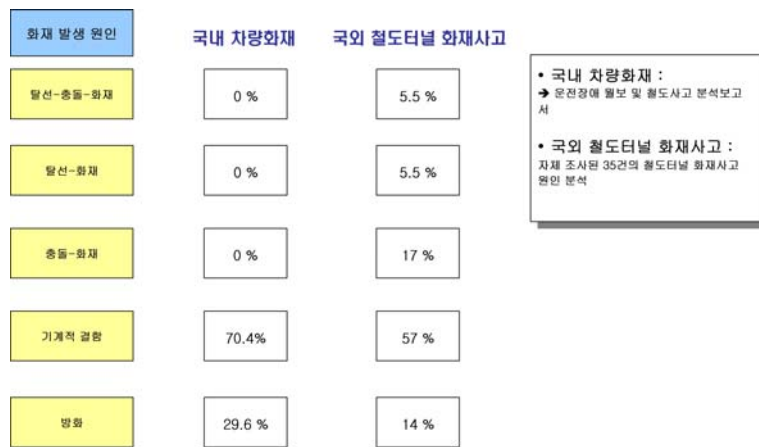 화재 발생 원인
국내 차량화재
국외 철도터널 화재사고
탈선-충돌-화재
0 %
5.5 %
탈선-화재
0 %
5.5 %
충돌-화재
0 %
17 %
기계적 결함
70.4%
57 %
방화
29.6 %
14 %
• 국내 차량화재 :
➔ 운전장애 월보 및 철도사고 분석보고
서
• 국외 철도터널 화재사고 :
자체 조사된 35건의 철도터널 화재사고
원인 분석